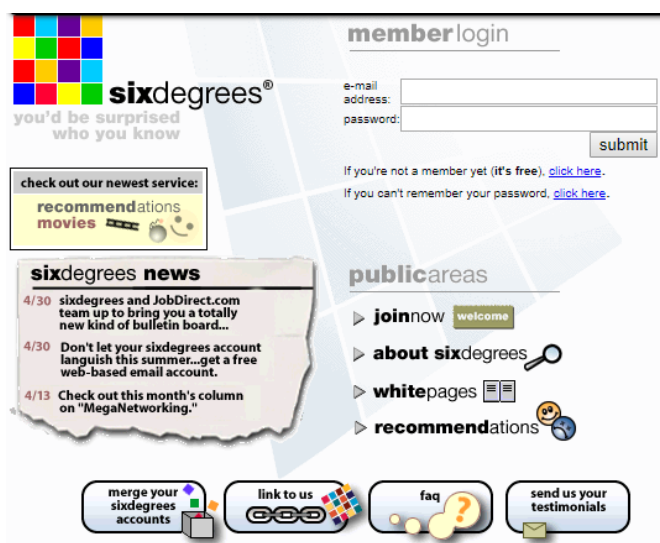 sixdegrees®
you'd be surprised
who you know
memberlogin
e-mail
address:
password:
submit
If you're not a member yet (it's free), click here.
If you can't remember your password, click here.
check out our newest service:
recommendations
movies
sixdegrees news
4/30 sixdegrees and JobDirect.com
team up to bring you a totally
new kind of bulletin board...
4/30 Don't let your sixdegrees account
languish this summer...get a free
web-based email account.
4/13 Check out this month's column
on "MegaNetworking."
publicareas
joinnow welcome
about sixdegrees
whitepages
recommendations
merge your
sixdegrees
accounts
link to us
faq
?
send us your
testimonials